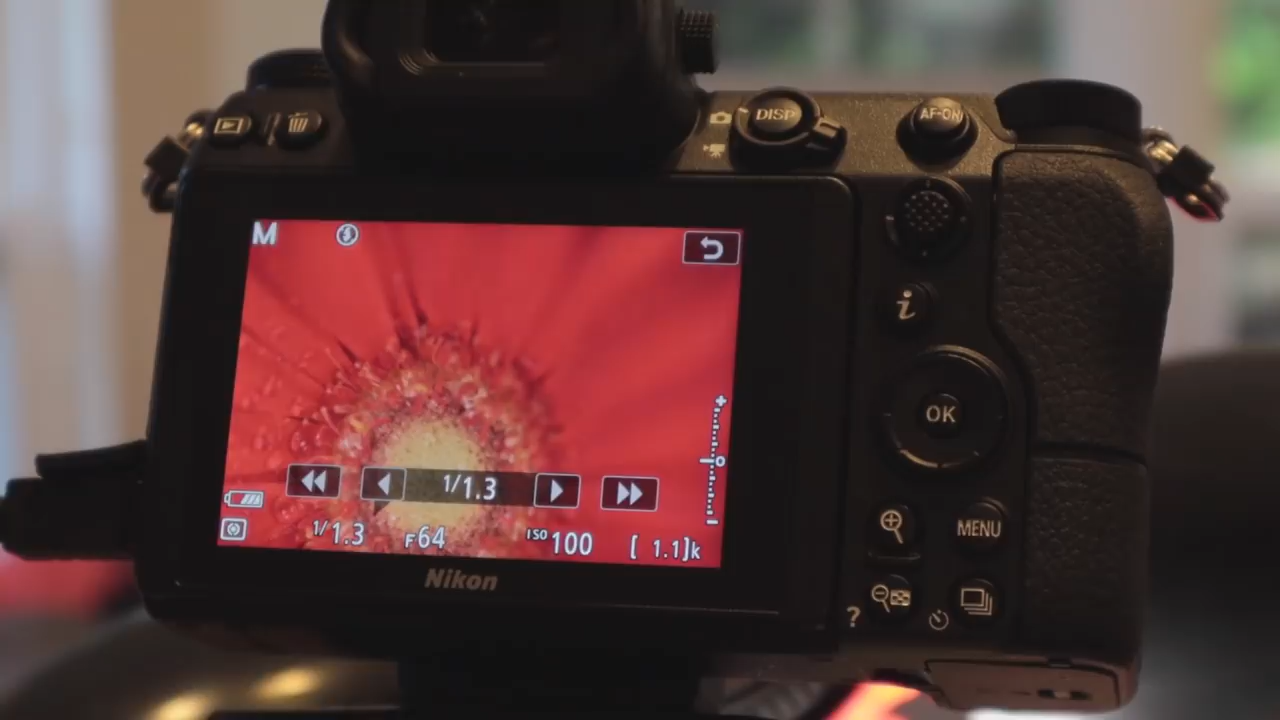 DISP
AF-ON
M
i
OK
1/1.3
1/1.3 F64 ISO 100 [ 1.1]k
MENU
Nikon
?